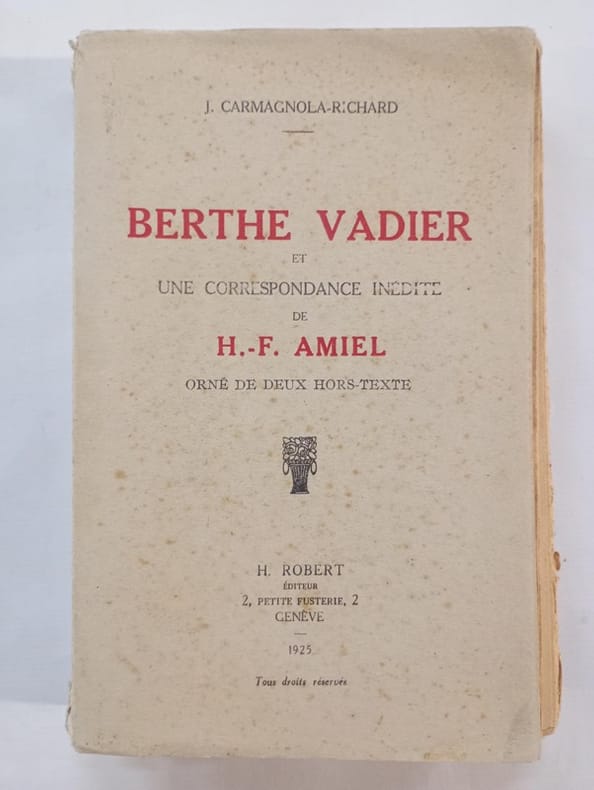 J. CARMAGNOLA-RICHARD
BERTHE VADIER
ET
UNE CORRESPONDANCE INÉDITE
DE
H.-F. AMIEL
ORNÉ DE DEUX HORS-TEXTE
H. ROBERT
ÉDITEUR
2, PETITE FUSTERIE, 2
GENÈVE
1925
Tous droits réservés